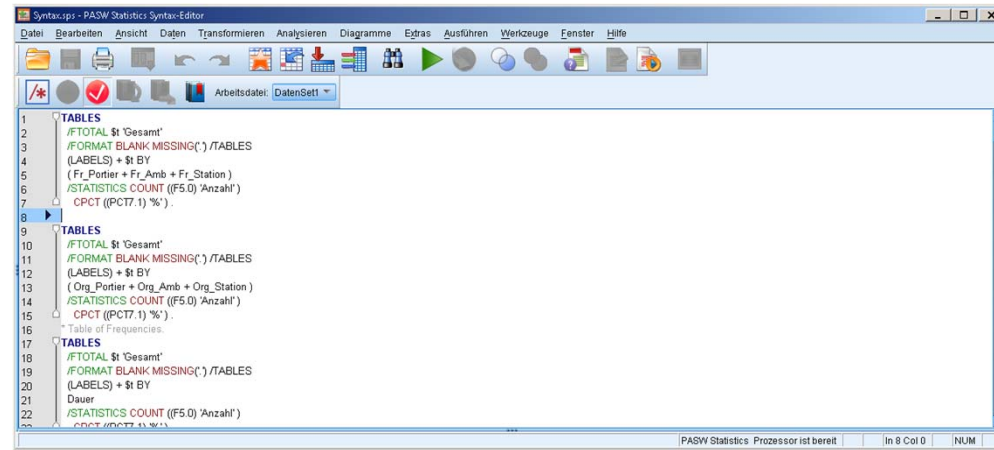 Syntax.sps - PASW Statistics Syntax-Editor
Datei Bearbeiten Ansicht Daten Transformieren Analysieren Diagramme Extras Ausführen Werkzeuge Fenster Hilfe
Arbeitsdatei: DatenSet1
1 TABLES
2 /FTOTAL $t 'Gesamt'
3 /FORMAT BLANK MISSING('.') /TABLES
4 (LABELS) + $t BY
5 ( Fr_Portier + Fr_Amb + Fr_Station )
6 /STATISTICS COUNT ((F5.0) 'Anzahl' )
7 CPCT ((PCT7.1) '%' ) .
8
9 TABLES
10 /FTOTAL $t 'Gesamt'
11 /FORMAT BLANK MISSING('.') /TABLES
12 (LABELS) + $t BY
13 ( Org_Portier + Org_Amb + Org_Station )
14 /STATISTICS COUNT ((F5.0) 'Anzahl' )
15 CPCT ((PCT7.1) '%' ) .
16 * Table of Frequencies.
17 TABLES
18 /FTOTAL $t 'Gesamt'
19 /FORMAT BLANK MISSING('.') /TABLES
20 (LABELS) + $t BY
21 Dauer
22 /STATISTICS COUNT ((F5.0) 'Anzahl' )
23 CPCT ((PCT7.1) '%' )
PASW Statistics Prozessor ist bereit In 8 Col 0 NUM